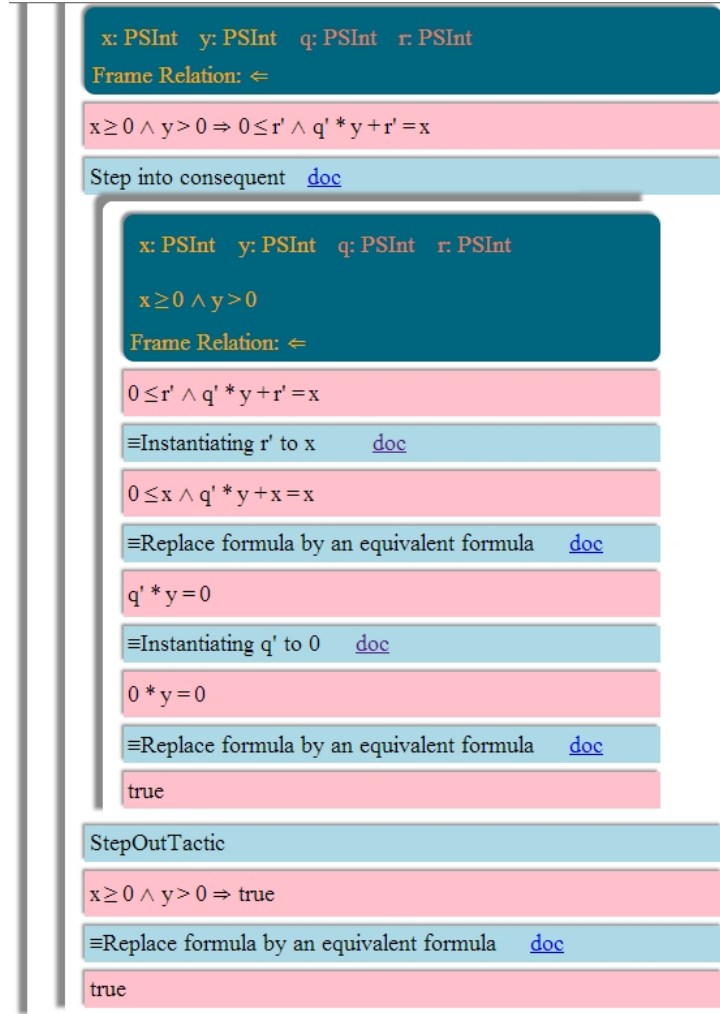 x: PSInt y: PSInt q: PSInt r: PSInt
Frame Relation: ⇐
x ≥ 0 ∧ y > 0 ⇒ 0 ≤ r' ∧ q' * y + r' = x
Step into consequent doc
x: PSInt y: PSInt q: PSInt r: PSInt
x ≥ 0 ∧ y > 0
Frame Relation: ⇐
0 ≤ r' ∧ q' * y + r' = x
≡Instantiating r' to x doc
0 ≤ x ∧ q' * y + x = x
≡Replace formula by an equivalent formula doc
q' * y = 0
≡Instantiating q' to 0 doc
0 * y = 0
≡Replace formula by an equivalent formula doc
true
StepOutTactic
x ≥ 0 ∧ y > 0 ⇒ true
≡Replace formula by an equivalent formula doc
true